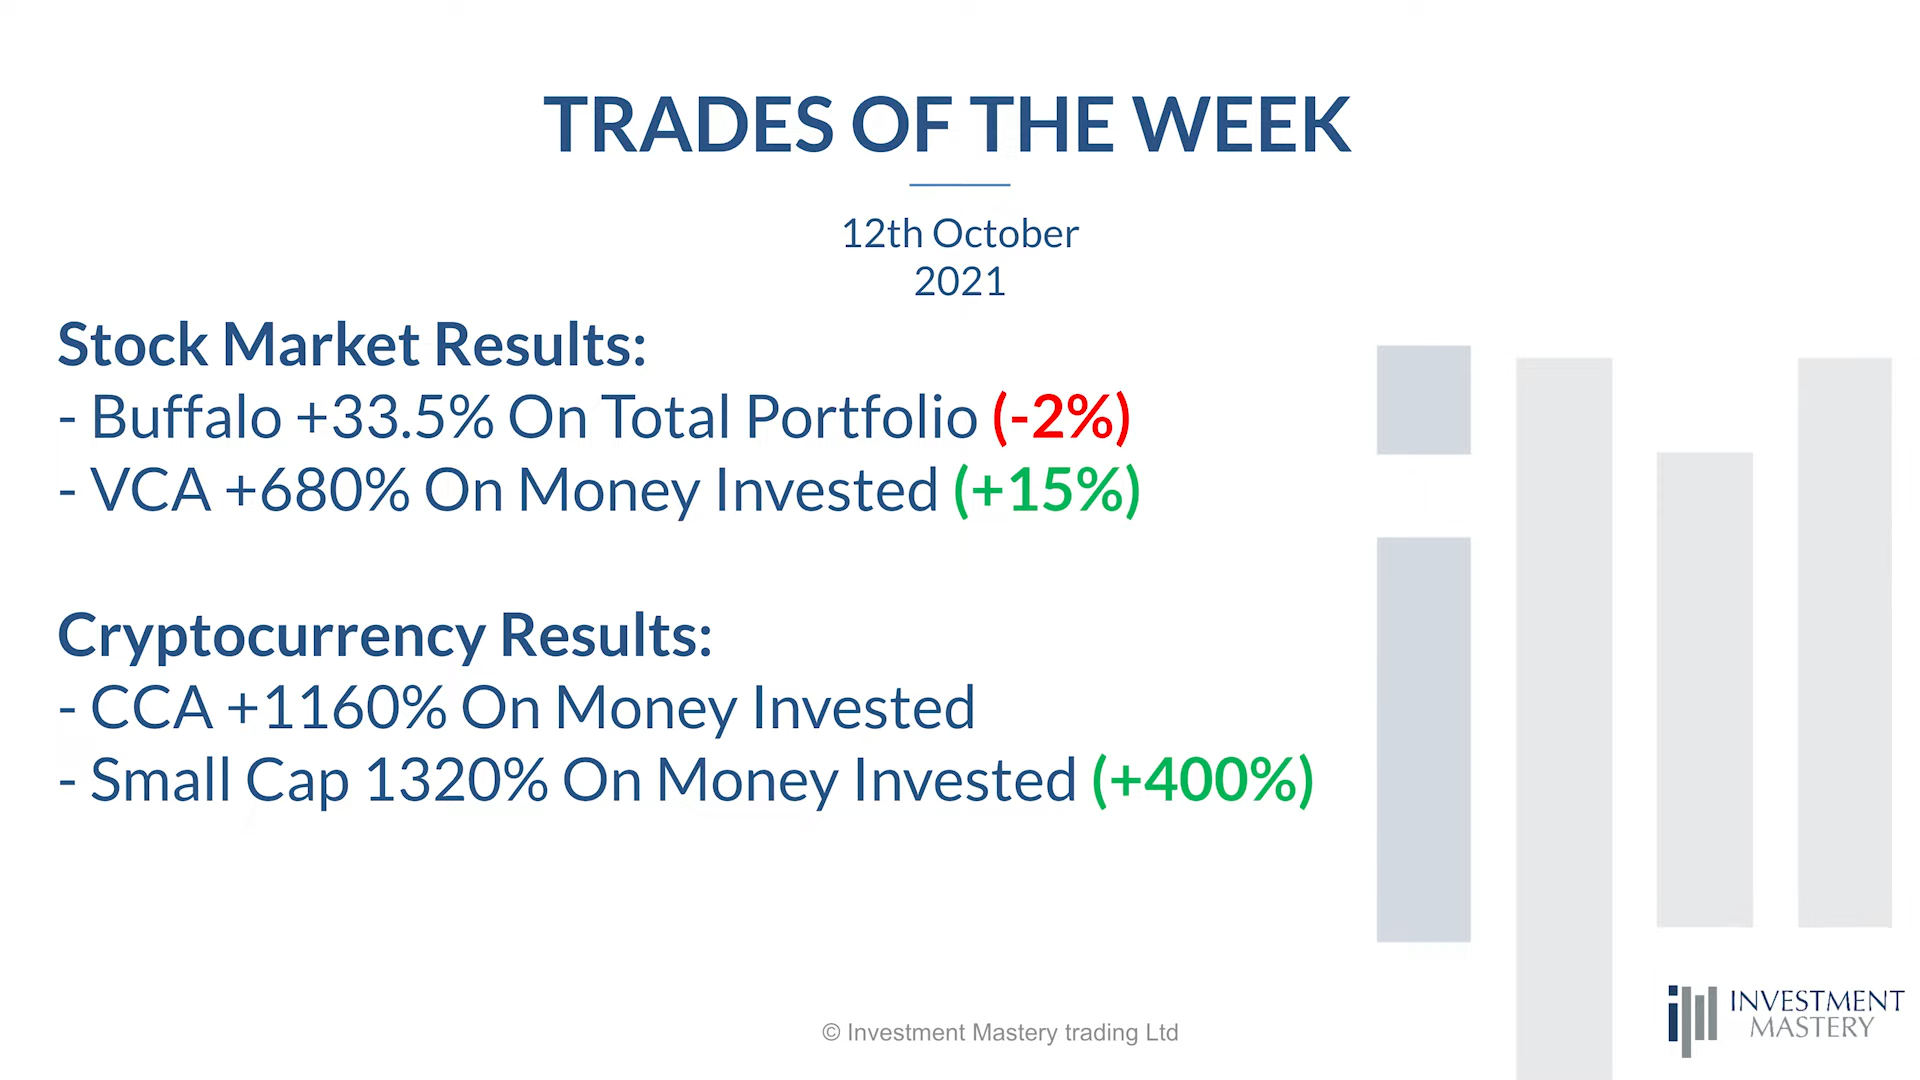 TRADES OF THE WEEK
12th October
2021
Stock Market Results:
- Buffalo +33.5% On Total Portfolio (-2%)
- VCA +680% On Money Invested (+15%)
Cryptocurrency Results:
- CCA +1160% On Money Invested
- Small Cap 1320% On Money Invested (+400%)
© Investment Mastery trading Ltd
INVESTMENT
MASTERY